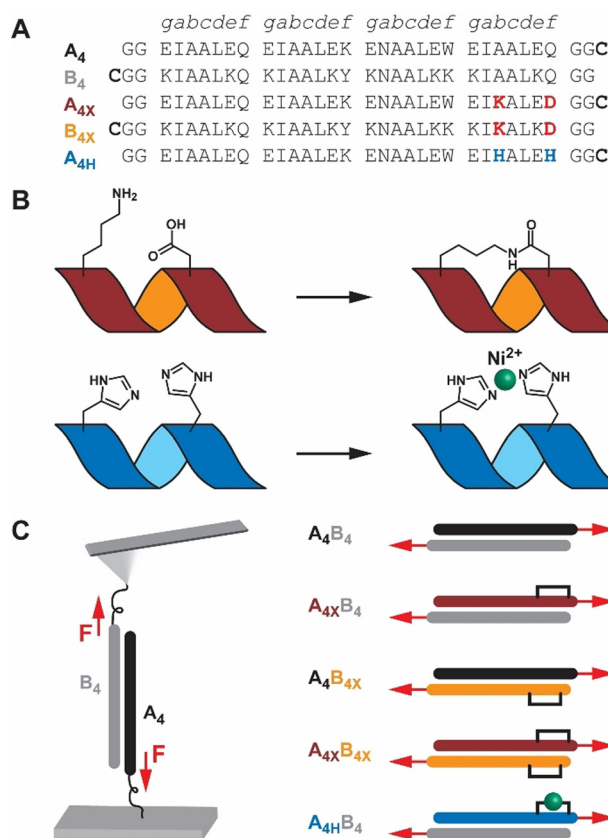 gabcdef gabcdef gabcdef gabcdef
A
A4 GG EIAALEQ EIAALEK ENAALEW EIAALEQ GGC
B4 CGG KIAALKQ KIAALKY KENAALKK KIAALKQ GG
A4X GG EIAALEQ EIAALEK ENAALEW EIKALED GGC
B4X CGG KIAALKQ KIAALKY KNAALKK KIKALKD GG
A4H GG EIAALEQ EIAALEK ENAALEW EIHALEH GGC
B
NH2
OH
O
O
N
H
Ni2+
HN
N
N
NH
HN
N
N
NH
C
F
B4
A4
F
A4B4
A4XB4
A4B4X
A4XB4X
A4HB4